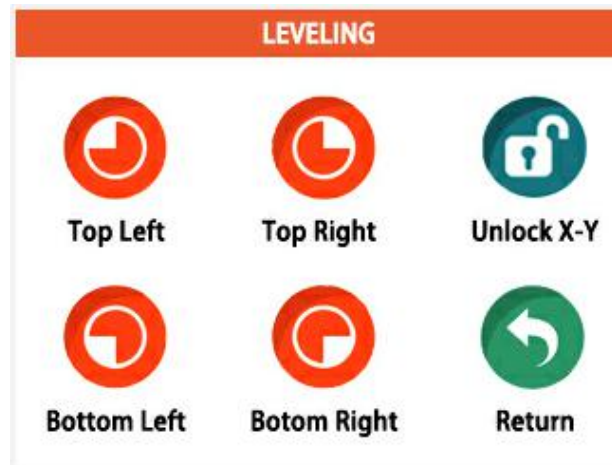 LEVELING
Top Left Top Right Unlock X-Y
Bottom Left Botom Right Return